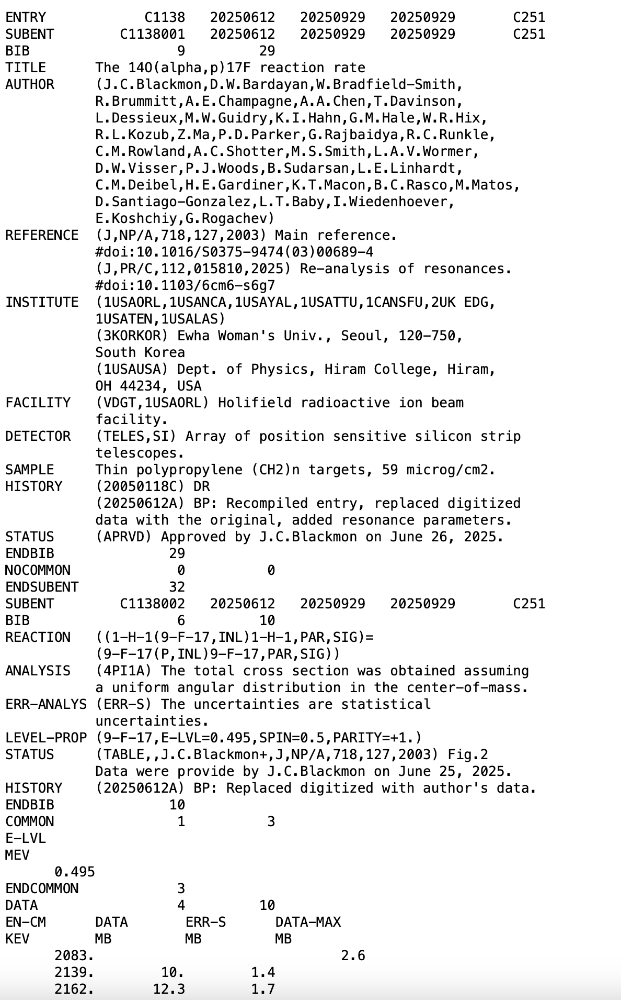 ENTRY            C1138   20250612   20250929   20250929       C251
SUBENT        C1138001   20250612   20250929   20250929       C251
BIB                  9         29
TITLE      The 14O(alpha,p)17F reaction rate
AUTHOR     (J.C.Blackmon,D.W.Bardayan,W.Bradfield-Smith,
           R.Brummitt,A.E.Champagne,A.A.Chen,T.Davinson,
           L.Dessieux,M.W.Guidry,K.I.Hahn,G.M.Hale,W.R.Hix,
           R.L.Kozub,Z.Ma,P.D.Parker,G.Rajbaidya,R.C.Runkle,
           C.M.Rowland,A.C.Shotter,M.S.Smith,L.A.V.Wormer,
           D.W.Visser,P.J.Woods,B.Sudarsan,L.E.Linhardt,
           C.M.Deibel,H.E.Gardiner,K.T.Macon,B.C.Rasco,M.Matos,
           D.Santiago-Gonzalez,L.T.Baby,I.Wiedenhoever,
           E.Koshchiy,G.Rogachev)
REFERENCE  (J,NP/A,718,127,2003) Main reference.
           #doi:10.1016/S0375-9474(03)00689-4
           (J,PR/C,112,015810,2025) Re-analysis of resonances.
           #doi:10.1103/6cm6-s6g7
INSTITUTE  (1USAORL,1USANCA,1USAYAL,1USATTU,1CANSFU,2UK EDG,
           1USATEN,1USALAS)
           (3KORKOR) Ewha Woman's Univ., Seoul, 120-750,
           South Korea
           (1USAUSA) Dept. of Physics, Hiram College, Hiram,
           OH 44234, USA
FACILITY   (VDGT,1USAORL) Holifield radioactive ion beam
           facility.
DETECTOR   (TELES,SI) Array of position sensitive silicon strip
           telescopes.
SAMPLE     Thin polypropylene (CH2)n targets, 59 microg/cm2.
HISTORY    (20050118C) DR
           (20250612A) BP: Recompiled entry, replaced digitized
           data with the original, added resonance parameters.
STATUS     (APRVD) Approved by J.C.Blackmon on June 26, 2025.
ENDBIB              29
NOCOMMON             0          0
ENDSUBENT           32
SUBENT        C1138002   20250612   20250929   20250929       C251
BIB                  6         10
REACTION   ((1-H-1(9-F-17,INL)1-H-1,PAR,SIG)=
           (9-F-17(P,INL)9-F-17,PAR,SIG))
ANALYSIS   (4PI1A) The total cross section was obtained assuming
           a uniform angular distribution in the center-of-mass.
ERR-ANALYS (ERR-S) The uncertainties are statistical
           uncertainties.
LEVEL-PROP (9-F-17,E-LVL=0.495,SPIN=0.5,PARITY=+1.)
STATUS     (TABLE,,J.C.Blackmon+,J,NP/A,718,127,2003) Fig.2
           Data were provide by J.C.Blackmon on June 25, 2025.
HISTORY    (20250612A) BP: Replaced digitized with author's data.
ENDBIB              10
COMMON               1          3
E-LVL
MEV
      0.495
ENDCOMMON            3
DATA                 4         10
EN-CM      DATA       ERR-S      DATA-MAX
KEV        MB         MB         MB
      2083.                              2.6
      2139.        10.        1.4
      2162.       12.3        1.7